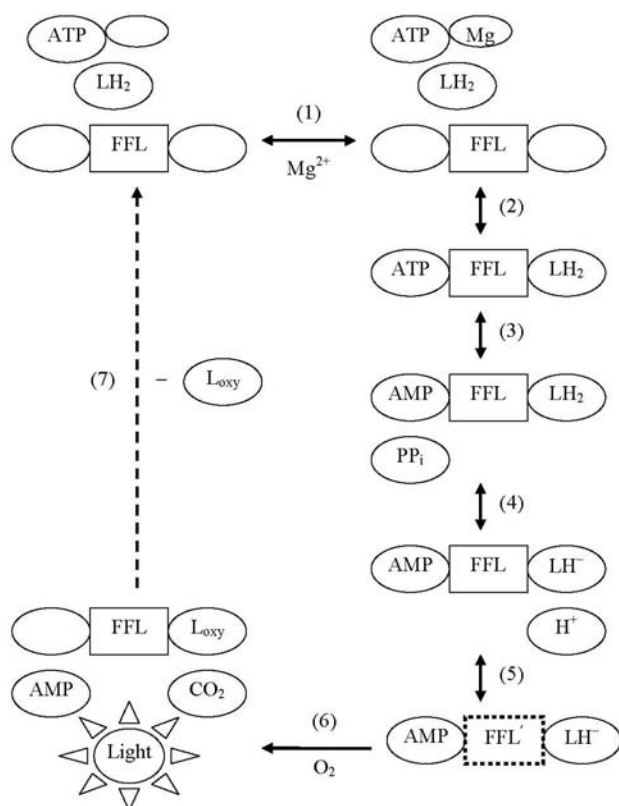 ATP
LH₂
FFL
(1)
Mg²⁺
ATP Mg
LH₂
FFL
(2)
ATP FFL LH₂
(3)
AMP FFL LH₂
PPᵢ
(4)
AMP FFL LH⁻
H⁺
(5)
AMP FFL′ LH⁻
(6)
O₂
FFL Lₒₓy
AMP CO₂
Light
(7) – Lₒₓy